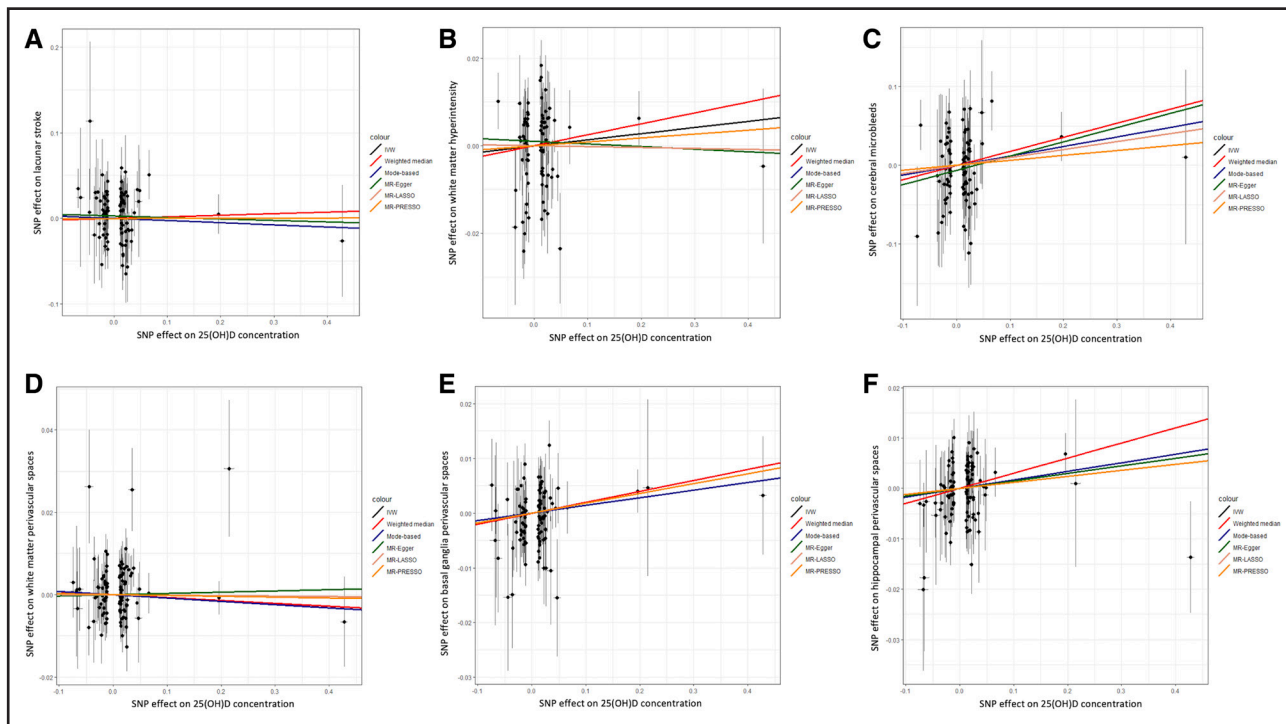 A
SNP effect on lacunar stroke
0.2
0.1
0.0
-0.1
0.0
0.1
0.2
0.3
0.4
SNP effect on 25(OH)D concentration
colour
IVW
Weighted median
Mode-based
MR-Egger
MR-LASSO
MR-PRESSO
B
SNP effect on white matter hyperintensity
0.02
0.00
-0.02
0.0
0.1
0.2
0.3
0.4
SNP effect on 25(OH)D concentration
colour
IVW
Weighted median
Mode-based
MR-Egger
MR-LASSO
MR-PRESSO
C
SNP effect on cerebral microbleeds
0.1
0.0
-0.1
-0.1
0.0
0.1
0.2
0.3
0.4
SNP effect on 25(OH)D concentration
colour
IVW
Weighted median
Mode-based
MR-Egger
MR-LASSO
MR-PRESSO
D
SNP effect on white matter perivascular spaces
0.04
0.02
0.00
-0.02
-0.1
0.0
0.1
0.2
0.3
0.4
SNP effect on 25(OH)D concentration
colour
IVW
Weighted median
Mode-based
MR-Egger
MR-LASSO
MR-PRESSO
E
SNP effect on basal ganglia perivascular spaces
0.02
0.01
0.00
-0.01
-0.02
-0.03
-0.1
0.0
0.1
0.2
0.3
0.4
SNP effect on 25(OH)D concentration
colour
IVW
Weighted median
Mode-based
MR-Egger
MR-LASSO
MR-PRESSO
F
SNP effect on hippocampal perivascular spaces
0.02
0.01
0.00
-0.01
-0.02
-0.03
-0.1
0.0
0.1
0.2
0.3
0.4
SNP effect on 25(OH)D concentration
colour
IVW
Weighted median
Mode-based
MR-Egger
MR-LASSO
MR-PRESSO